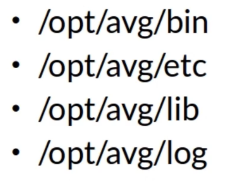 • /opt/avg/bin
• /opt/avg/etc
• /opt/avg/lib
• /opt/avg/log